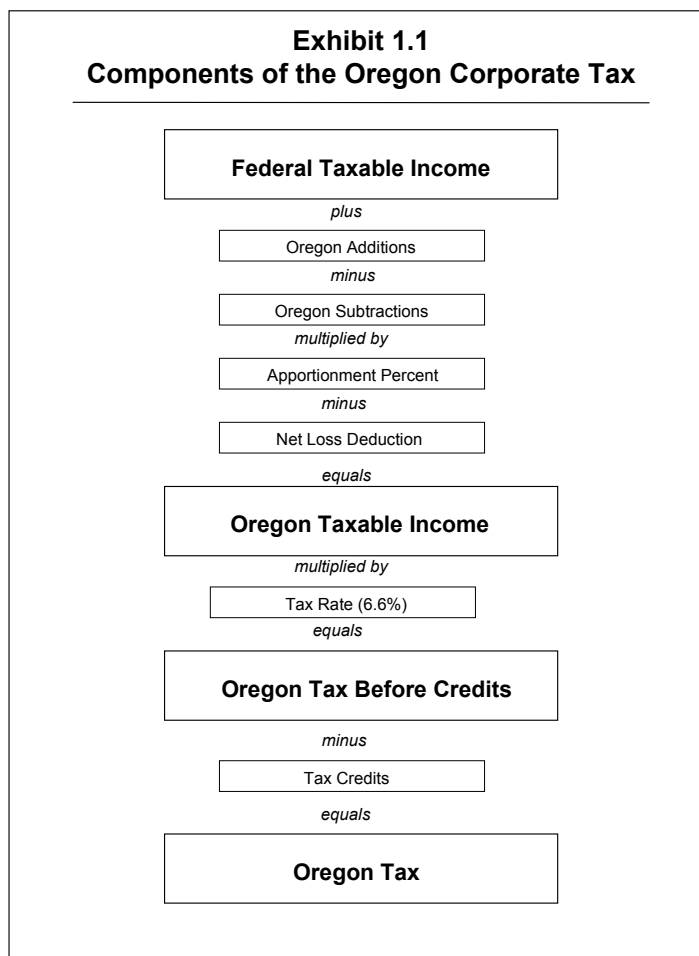 Exhibit 1.1
Components of the Oregon Corporate Tax
Federal Taxable Income
plus
Oregon Additions
minus
Oregon Subtractions
multiplied by
Apportionment Percent
minus
Net Loss Deduction
equals
Oregon Taxable Income
multiplied by
Tax Rate (6.6%)
equals
Oregon Tax Before Credits
minus
Tax Credits
equals
Oregon Tax